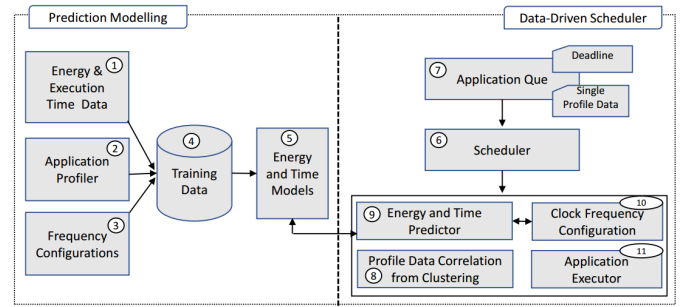 Prediction Modelling
Data-Driven Scheduler
1
Energy &
Execution
Time Data
2
Application
Profiler
3
Frequency
Configurations
4
Training
Data
5
Energy
and Time
Models
7
Application Que
Deadline
Single
Profile Data
6
Scheduler
9
Energy and Time
Predictor
10
Clock Frequency
Configuration
Profile Data Correlation
8
from Clustering
11
Application
Executor